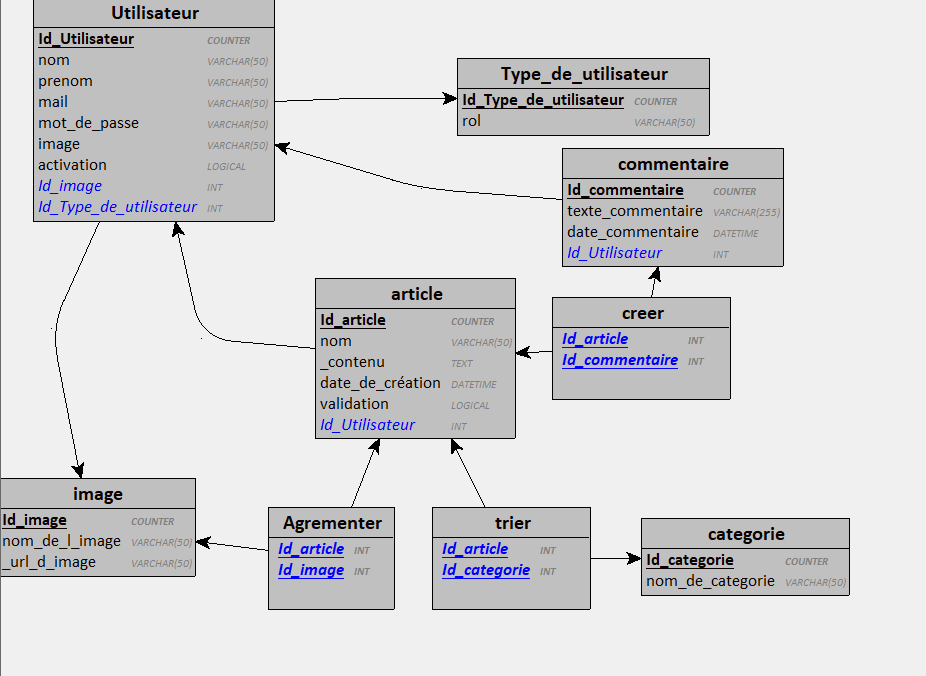 Utilisateur
Id_Utilisateur COUNTER
nom VARCHAR(50)
prenom VARCHAR(50)
mail VARCHAR(50)
mot_de_passe VARCHAR(50)
image VARCHAR(50)
activation LOGICAL
Id_image INT
Id_Type_de_utilisateur INT
Type_de_utilisateur
Id_Type_de_utilisateur COUNTER
rol VARCHAR(50)
commentaire
Id_commentaire COUNTER
texte_commentaire VARCHAR(255)
date_commentaire DATETIME
Id_Utilisateur INT
article
Id_article COUNTER
nom VARCHAR(50)
_contenu TEXT
date_de_création DATETIME
validation LOGICAL
Id_Utilisateur INT
creer
Id_article INT
Id_commentaire INT
image
Id_image COUNTER
nom_de_l_image VARCHAR(50)
_url_d_image VARCHAR(50)
Agrementer
Id_article INT
Id_image INT
trier
Id_article INT
Id_categorie INT
categorie
Id_categorie COUNTER
nom_de_categorie VARCHAR(50)